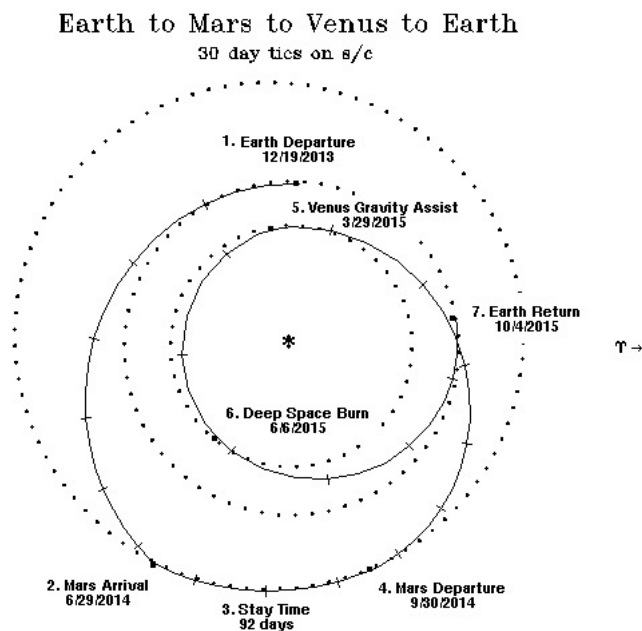 Earth to Mars to Venus to Earth
30 day tics on s/c
1. Earth Departure
12/19/2013
5. Venus Gravity Assist
3/29/2015
7. Earth Return
10/4/2015
♈→
6. Deep Space Burn
6/6/2015
2. Mars Arrival
6/29/2014
3. Stay Time
92 days
4. Mars Departure
9/30/2014